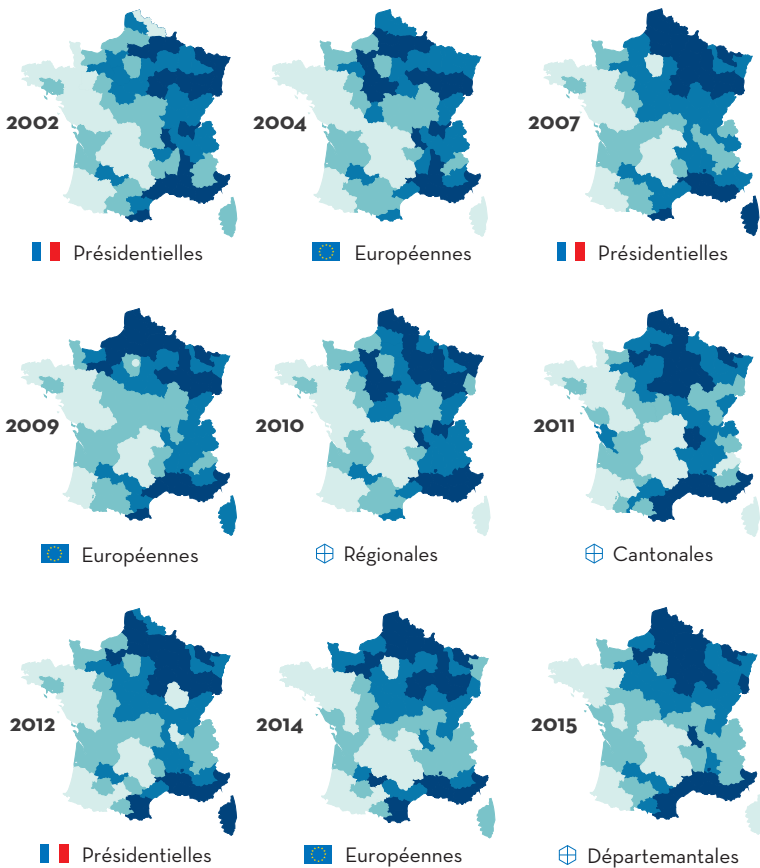 2002
Présidentielles
2004
Européennes
2007
Présidentielles
2009
Européennes
2010
Régionales
2011
Cantonales
2012
Présidentielles
2014
Européennes
2015
Départementales